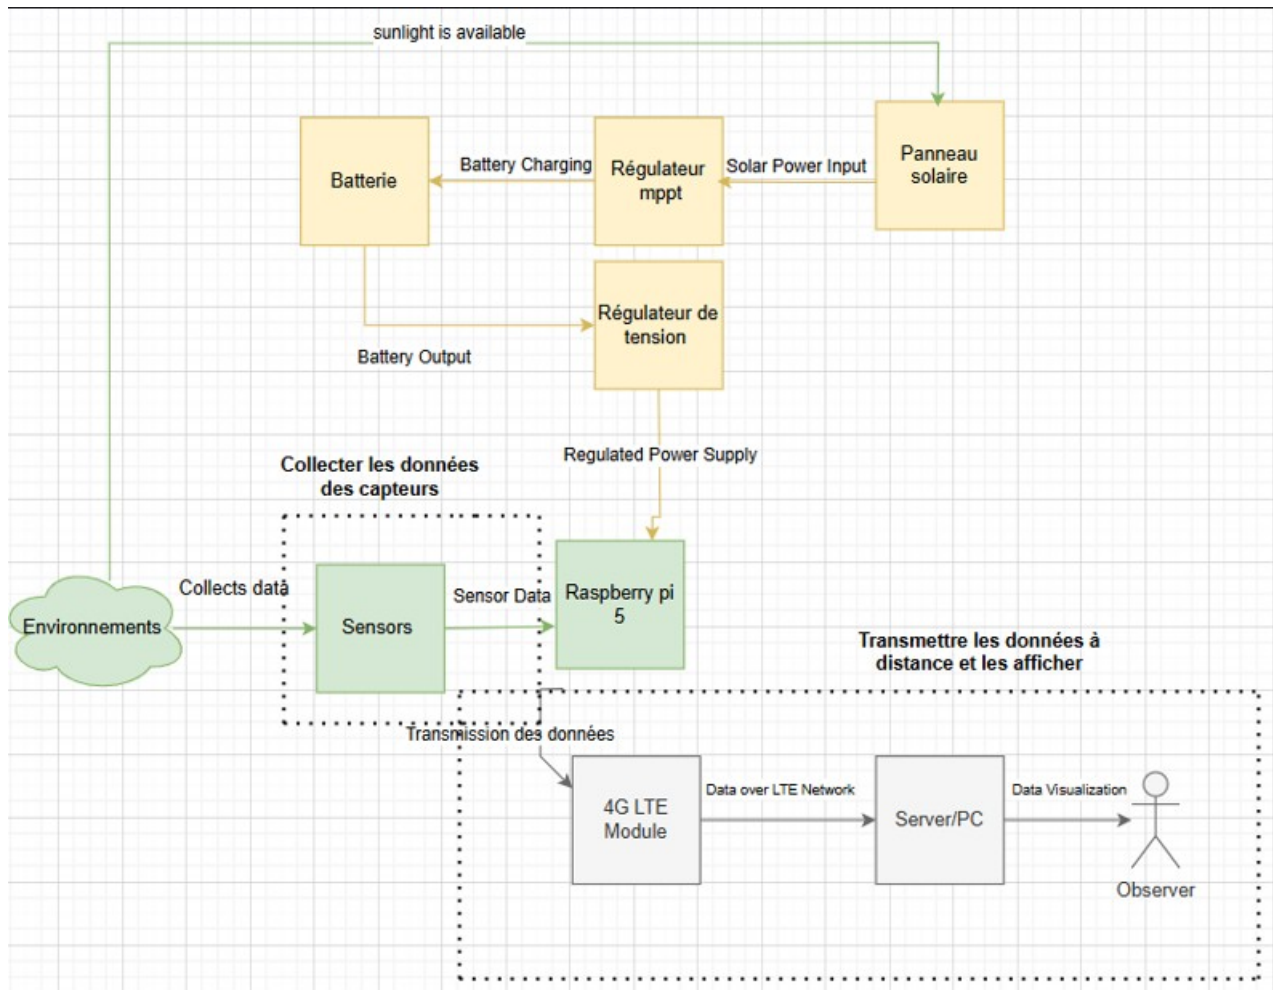 sunlight is available
Batterie
Battery Charging
Régulateur
mppt
Solar Power Input
Panneau
solaire
Régulateur de
tension
Battery Output
Regulated Power Supply
Collecter les données
des capteurs
Environnements
Collects data
Sensors
Sensor Data
Raspberry pi
5
Transmettre les données à
distance et les afficher
Transmission des données
4G LTE
Module
Data over LTE Network
Server/PC
Data Visualization
Observer